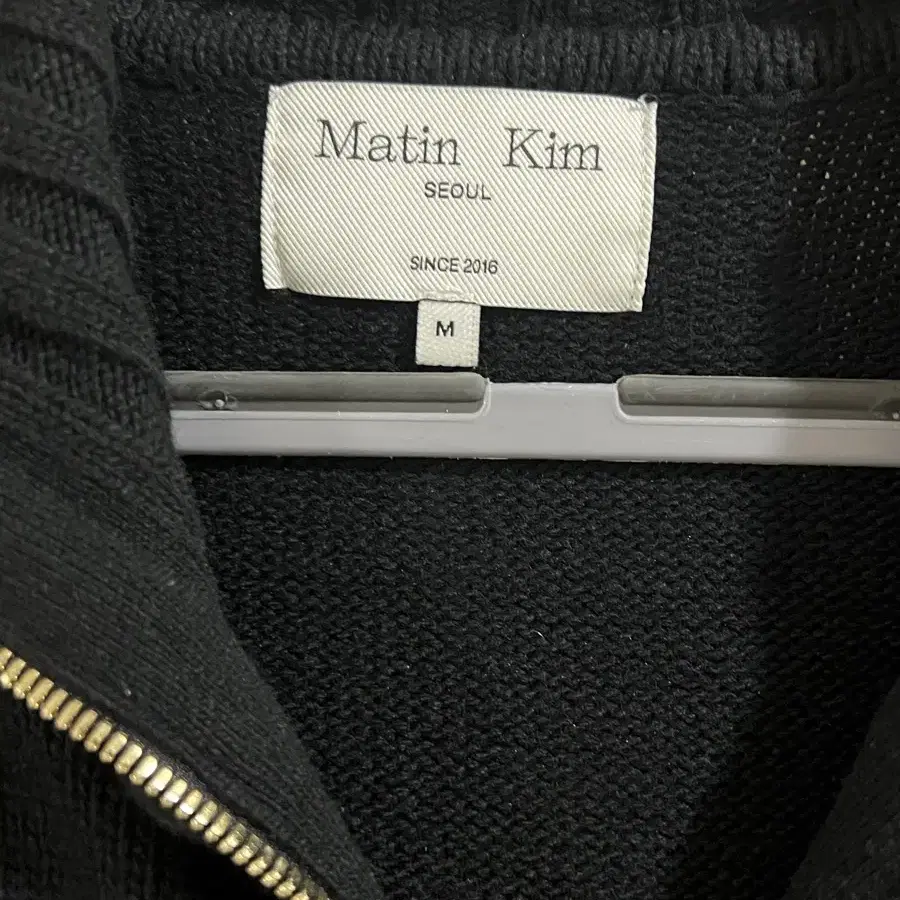 Matin Kim
SEOUL
SINCE 2016
M